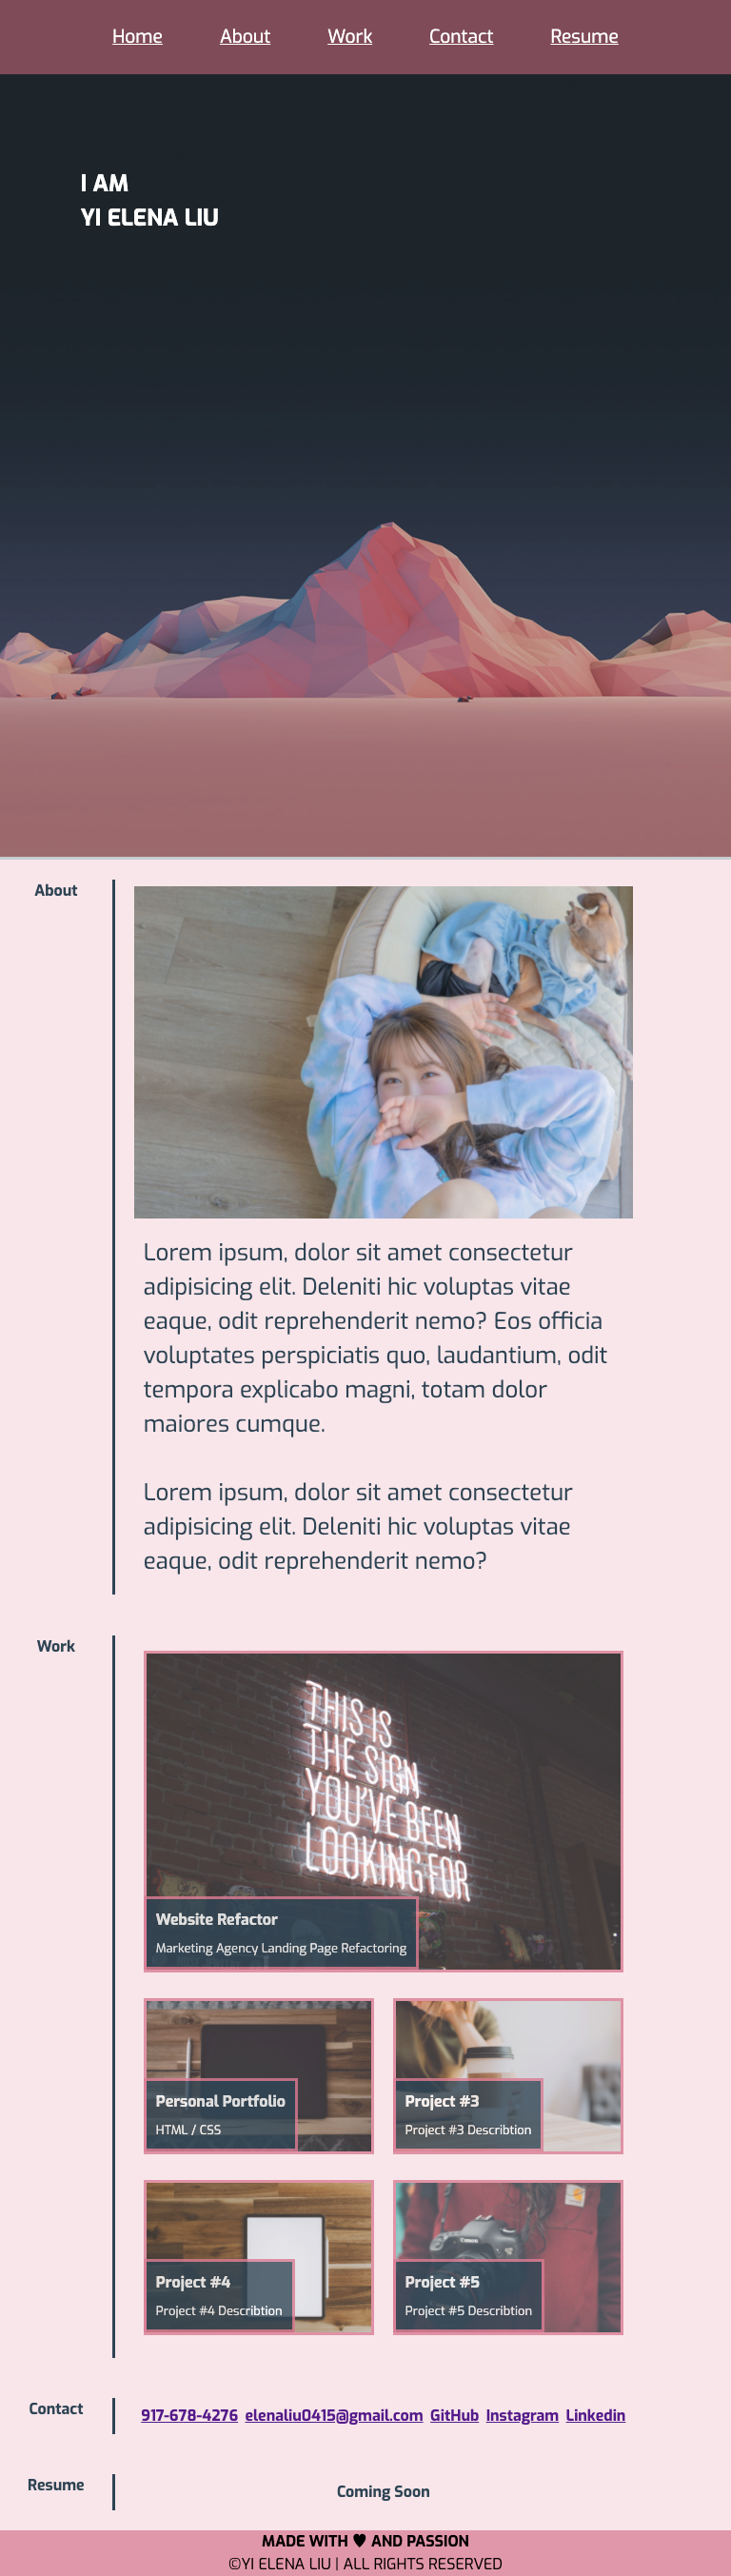 Home About Work Contact Resume
I AM
YI ELENA LIU
About
Lorem ipsum, dolor sit amet consectetur
adipisicing elit. Deleniti hic voluptas vitae
eaque, odit reprehenderit nemo? Eos officia
voluptates perspiciatis quo, laudantium, odit
tempora explicabo magni, totam dolor
maiores cumque.
Lorem ipsum, dolor sit amet consectetur
adipisicing elit. Deleniti hic voluptas vitae
eaque, odit reprehenderit nemo?
Work
THIS IS
THE SIGN
YOU'VE BEEN
LOOKING FOR
Website Refactor
Marketing Agency Landing Page Refactoring
Personal Portfolio
HTML / CSS
Project #3
Project #3 Describtion
Project #4
Project #4 Describtion
Canon
Project #5
Project #5 Describtion
Contact
917-678-4276 elenaliu0415@gmail.com GitHub Instagram Linkedin
Resume
Coming Soon
MADE WITH ♥ AND PASSION
©YI ELENA LIU | ALL RIGHTS RESERVED